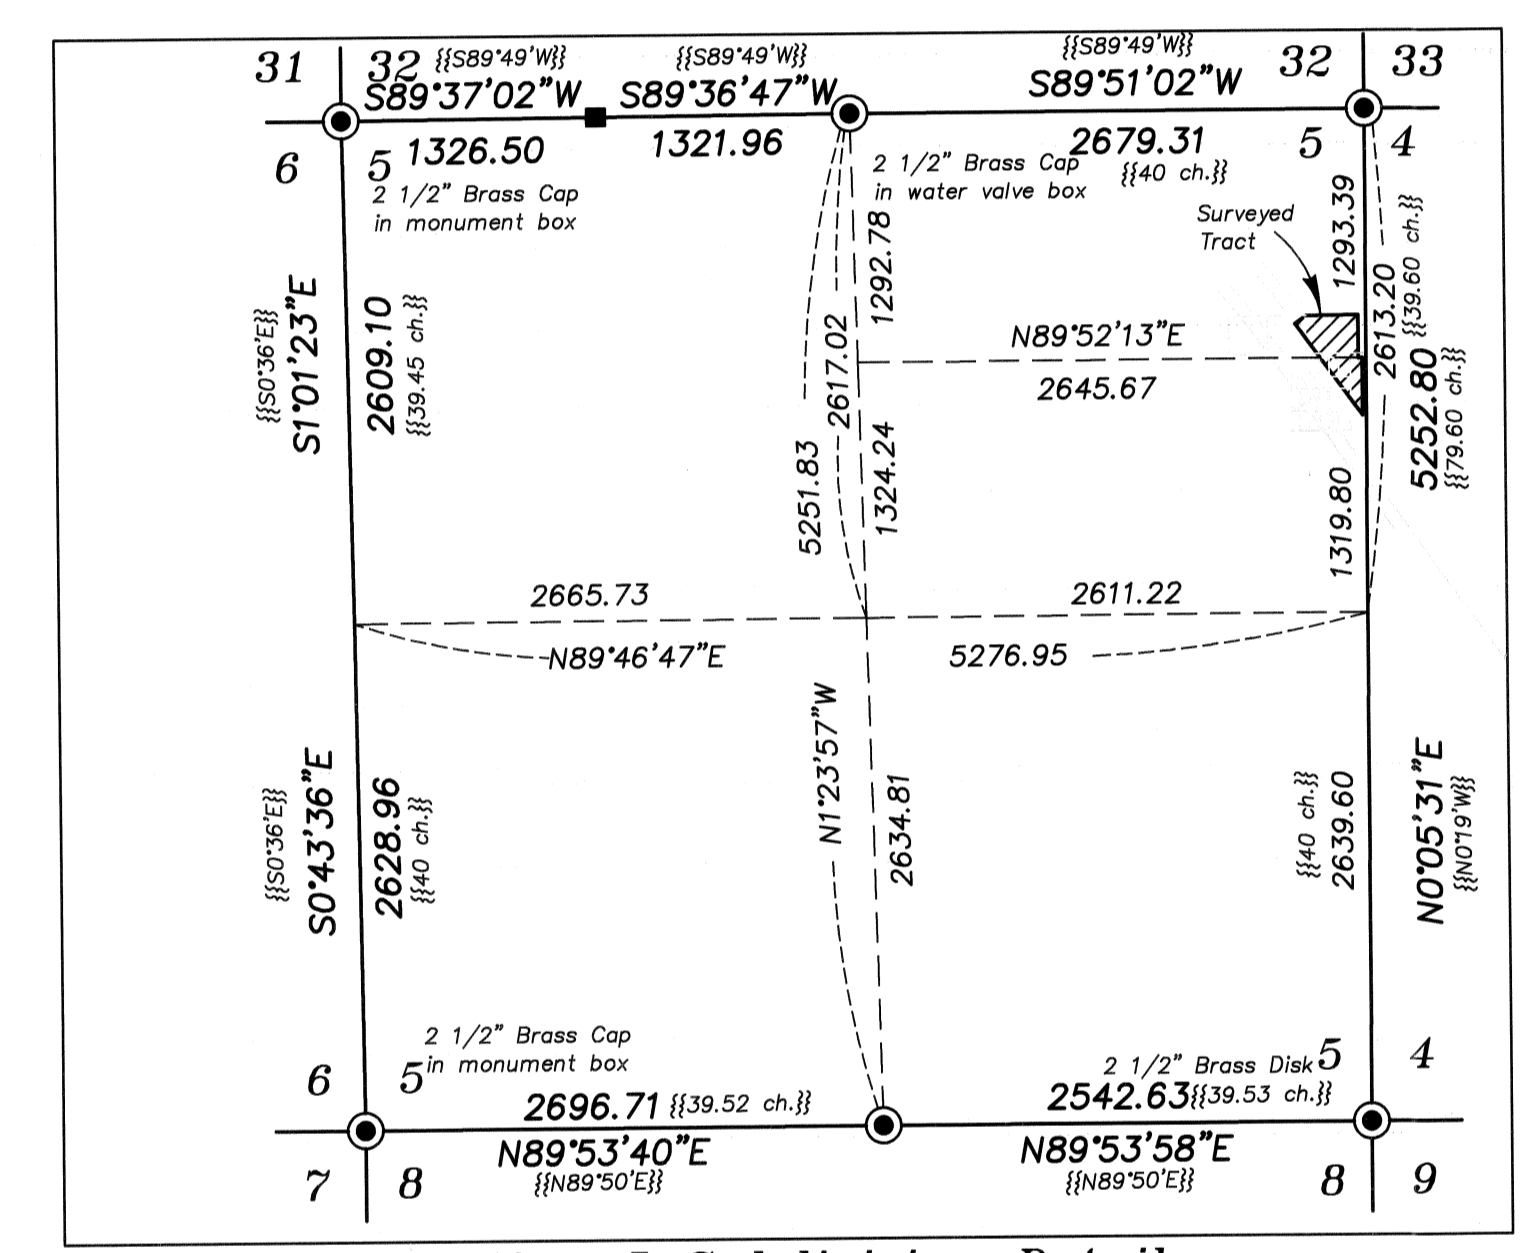 31
32 {{S89°49'W}}
{{S89°49'W}}
{{S89°49'W}}
32
33
S89°37'02"W
S89°36'47"W
S89°51'02"W
6
5
1326.50
1321.96
2679.31
{{40 ch.}}
5
4
2 1/2" Brass Cap
in monument box
2 1/2" Brass Cap
in water valve box
Surveyed
Tract
1292.78
1293.39
{{S0°36'E}}
S1°01'23"E
2609.10
{{39.45 ch.}}
2617.02
5251.83
1324.24
N89°52'13"E
2645.67
2613.20
{{39.60 ch.}}
5252.80
{{79.60 ch.}}
1319.80
2665.73
2611.22
N89°46'47"E
5276.95
{{S0°36'E}}
S0°43'36"E
2628.96
{{40 ch.}}
N1°23'57"W
2634.81
{{40 ch.}}
2639.60
N0°05'31"E
{{N0°19'W}}
2 1/2" Brass Cap
in monument box
6
5
2 1/2" Brass Disk
5
4
2696.71 {{39.52 ch.}}
2542.63 {{39.53 ch.}}
N89°53'40"E
{{N89°50'E}}
N89°53'58"E
{{N89°50'E}}
7
8
8
9